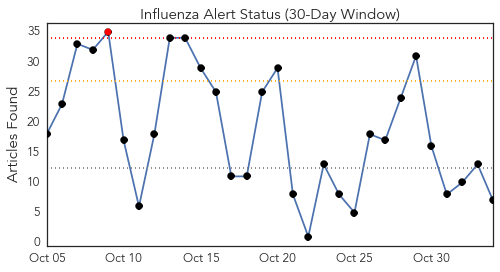 Influenza Alert Status (30-Day Window)
35
30
25
20
15
10
5
0
Articles Found
Oct 05 Oct 10 Oct 15 Oct 20 Oct 25 Oct 30